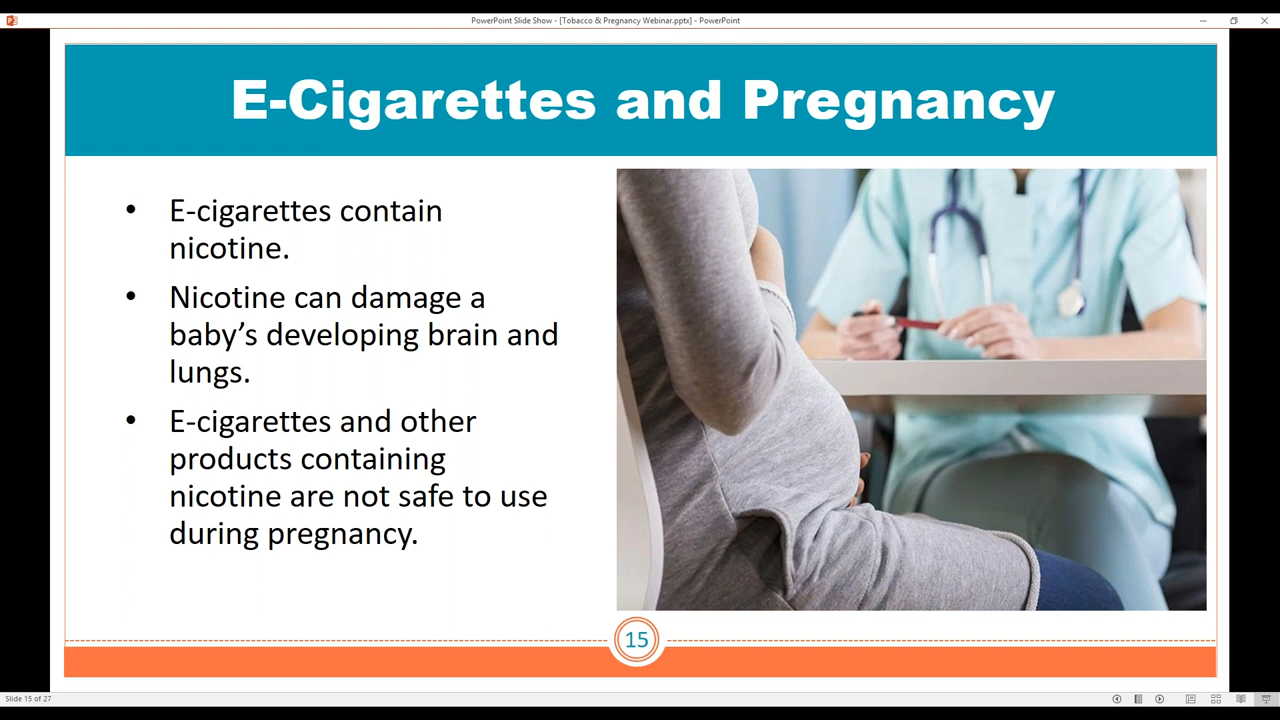 PowerPoint Slide Show - [Tobacco & Pregnancy Webinar.pptx] - PowerPoint
E-Cigarettes and Pregnancy
• E-cigarettes contain
nicotine.
• Nicotine can damage a
baby’s developing brain and
lungs.
• E-cigarettes and other
products containing
nicotine are not safe to use
during pregnancy.
15
Slide 15 of 27